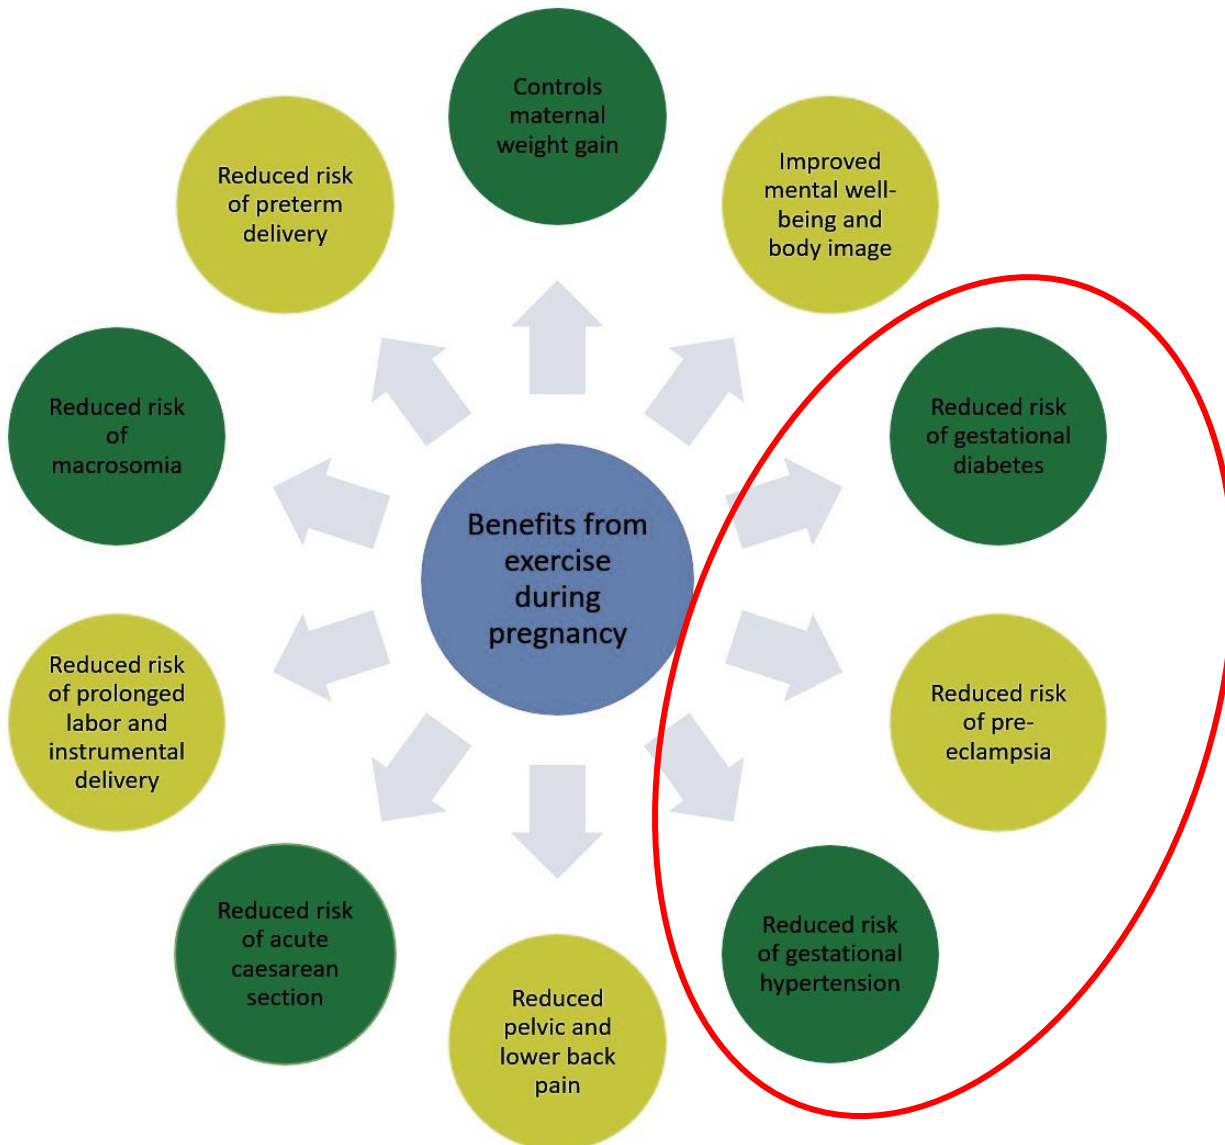 Controls
maternal
weight gain
Improved
mental well-
being and
body image
Reduced risk
of gestational
diabetes
Reduced risk
of pre-
eclampsia
Reduced risk
of gestational
hypertension
Reduced
pelvic and
lower back
pain
Reduced risk
of acute
caesarean
section
Reduced risk
of prolonged
labor and
instrumental
delivery
Reduced risk
of
macrosomia
Reduced risk
of preterm
delivery
Benefits from
exercise
during
pregnancy